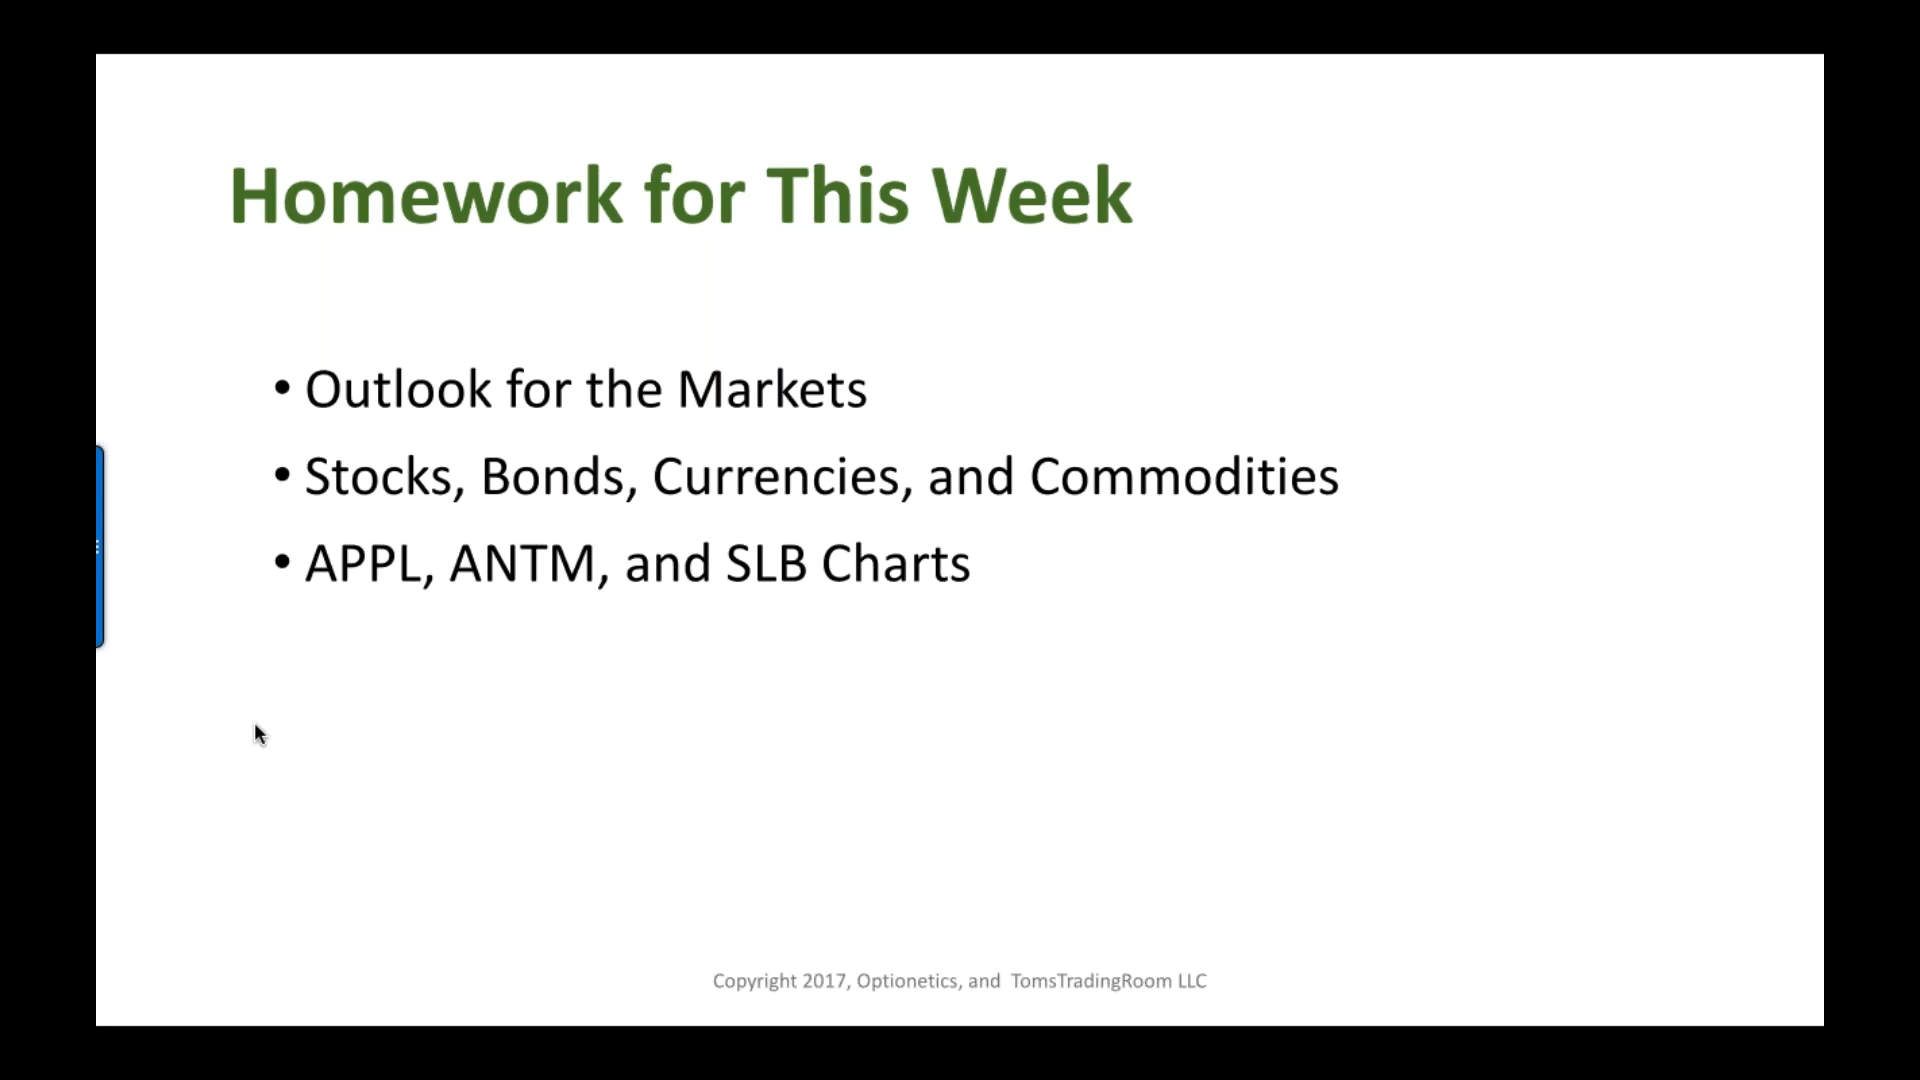 Homework for This Week
• Outlook for the Markets
• Stocks, Bonds, Currencies, and Commodities
• APPL, ANTM, and SLB Charts
Copyright 2017, Optionetics, and TomsTradingRoom LLC